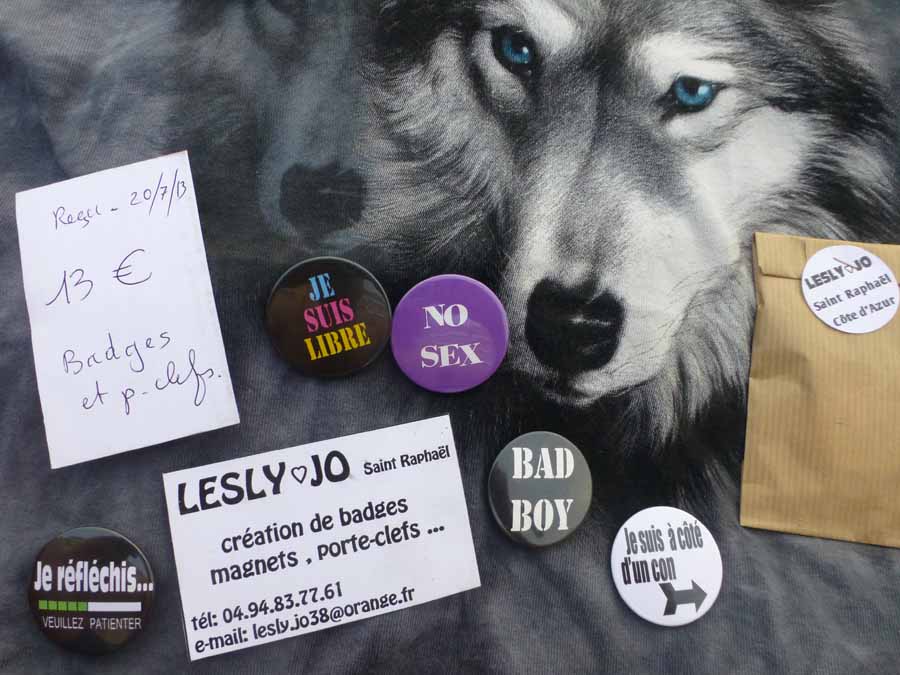 Reçu - 20/7/13
13 €
Badges
et p-clefs.
JE
SUIS
LIBRE
NO
SEX
LESLY♡JO
Saint Raphaël
Côte d'Azur
LESLY♡JO Saint Raphaël
création de badges
magnets , porte-clefs ...
tél: 04.94.83.77.61
e-mail: lesly.jo38@orange.fr
BAD
BOY
Je suis à côté
d'un con
Je réfléchis...
VEUILLEZ PATIENTER